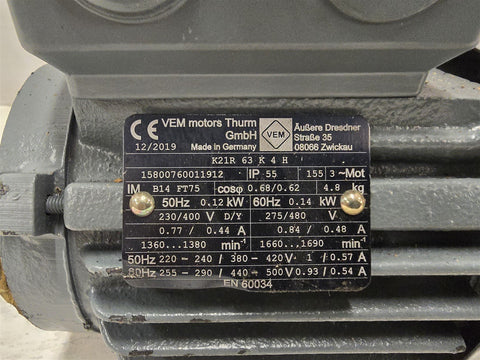 CE VEM motors Thurm GmbH VEM Äußere Dresdner Straße 35
12/2019 Made in Germany 08066 Zwickau
K21R 63 K 4 H
15800760011912 IP 55 155 3~Mot
IM B14 FT75 cosφ 0.68/0.62 4.8 kg
50Hz 0.12 kW 60Hz 0.14 kW
230/400 V D/Y 275/480 V
0.77 / 0.44 A 0.84 / 0.48 A
1360...1380 min⁻¹ 1660...1690 min⁻¹
50Hz 220 - 240 / 380 - 420V 1 / 0.57 A
60Hz 255 - 290 / 440 - 500V 0.93 / 0.54 A
EN 60034